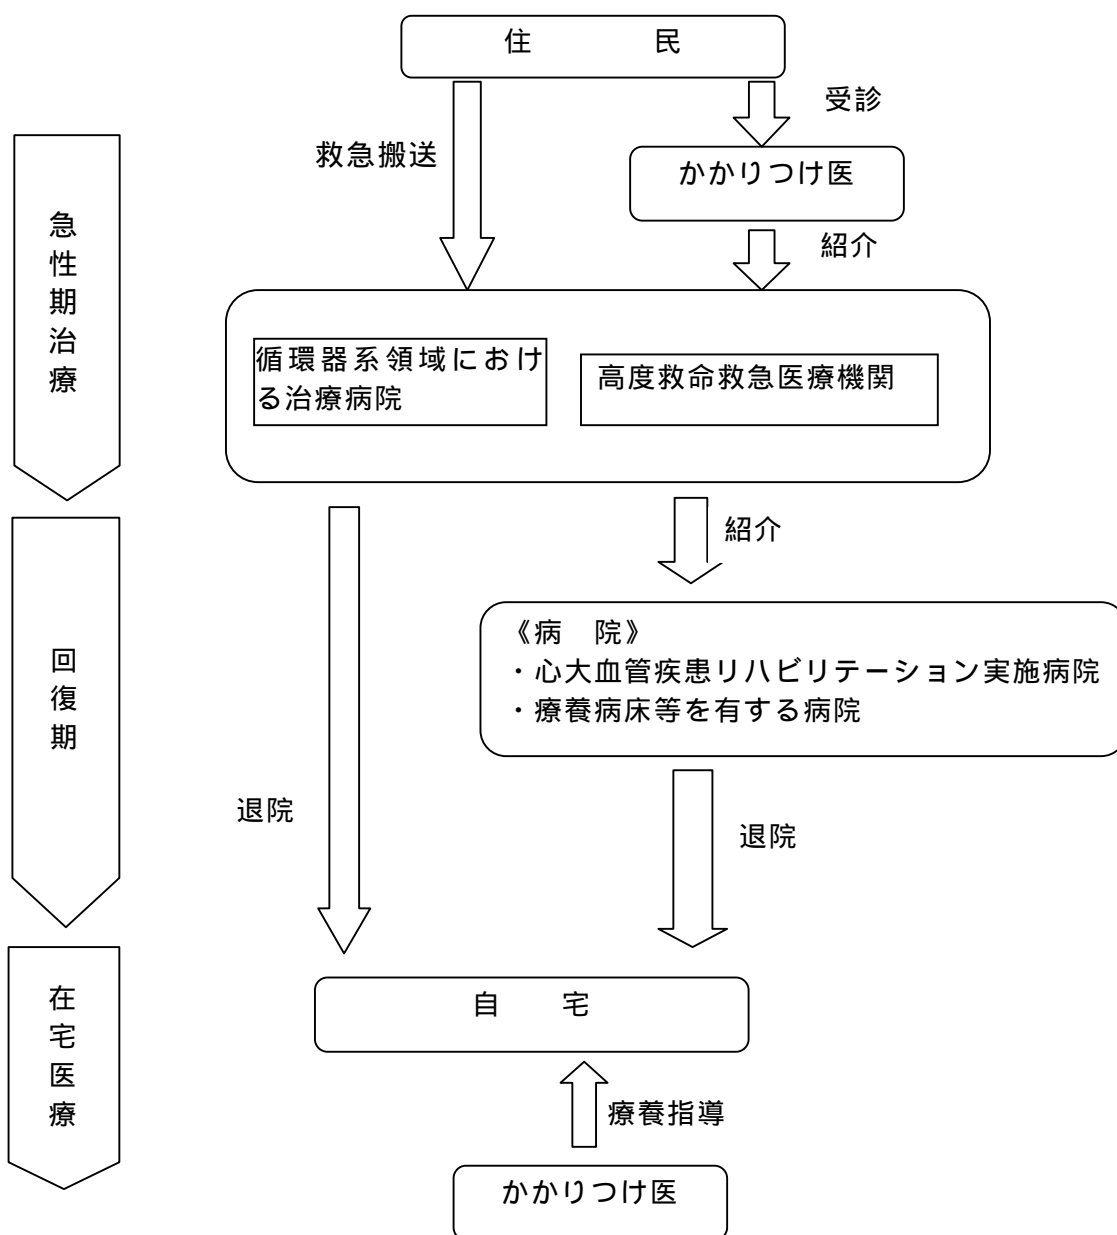 住　　　　民
受診
救急搬送
かかりつけ医
紹介
急性期治療
循環器系領域におけ
る治療病院
高度救命救急医療機関
紹介
回復期
《病　院》
・心大血管疾患リハビリテーション実施病院
・療養病床等を有する病院
退院
退院
在宅医療
自　　宅
療養指導
かかりつけ医